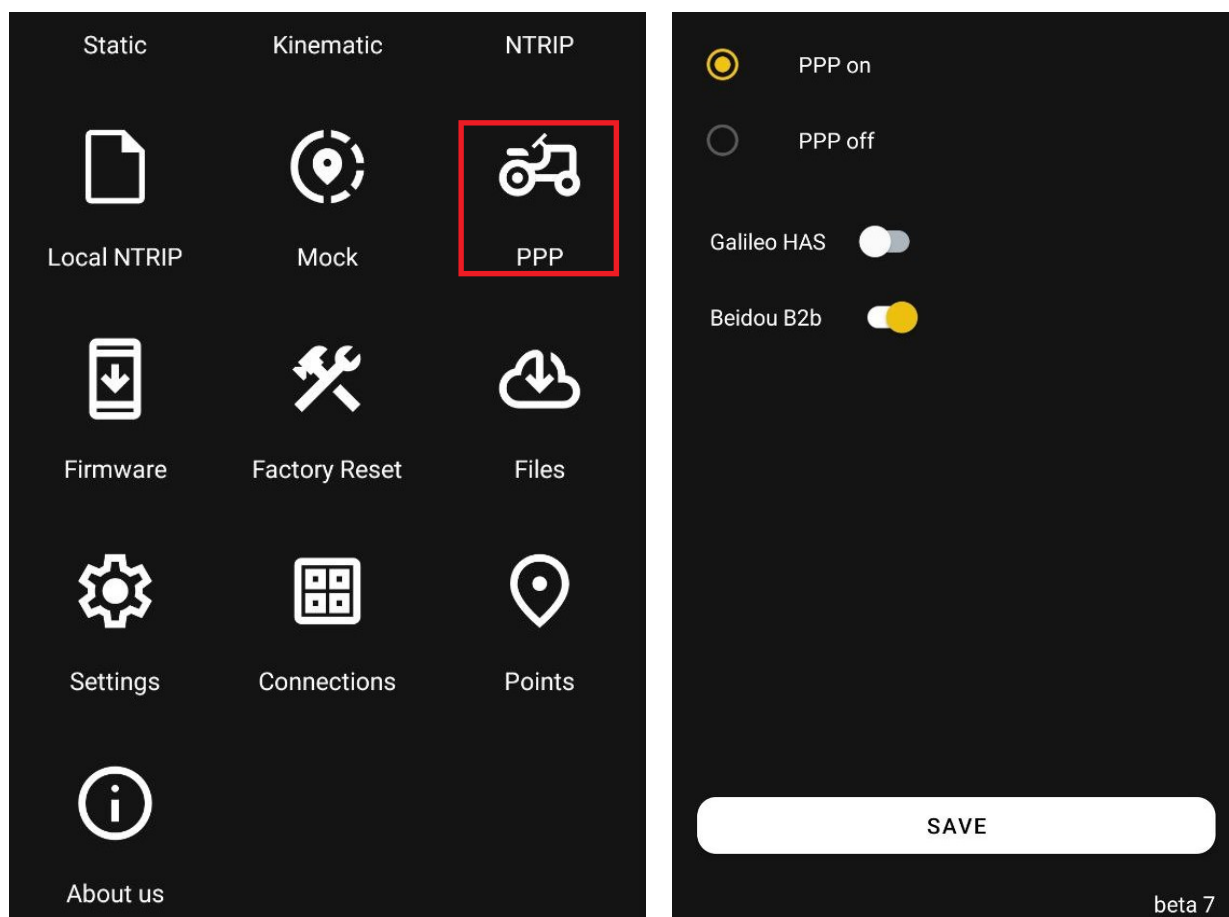 Static Kinematic NTRIP
Local NTRIP Mock PPP
Firmware Factory Reset Files
Settings Connections Points
About us
PPP on
PPP off
Galileo HAS
Beidou B2b
SAVE
beta 7